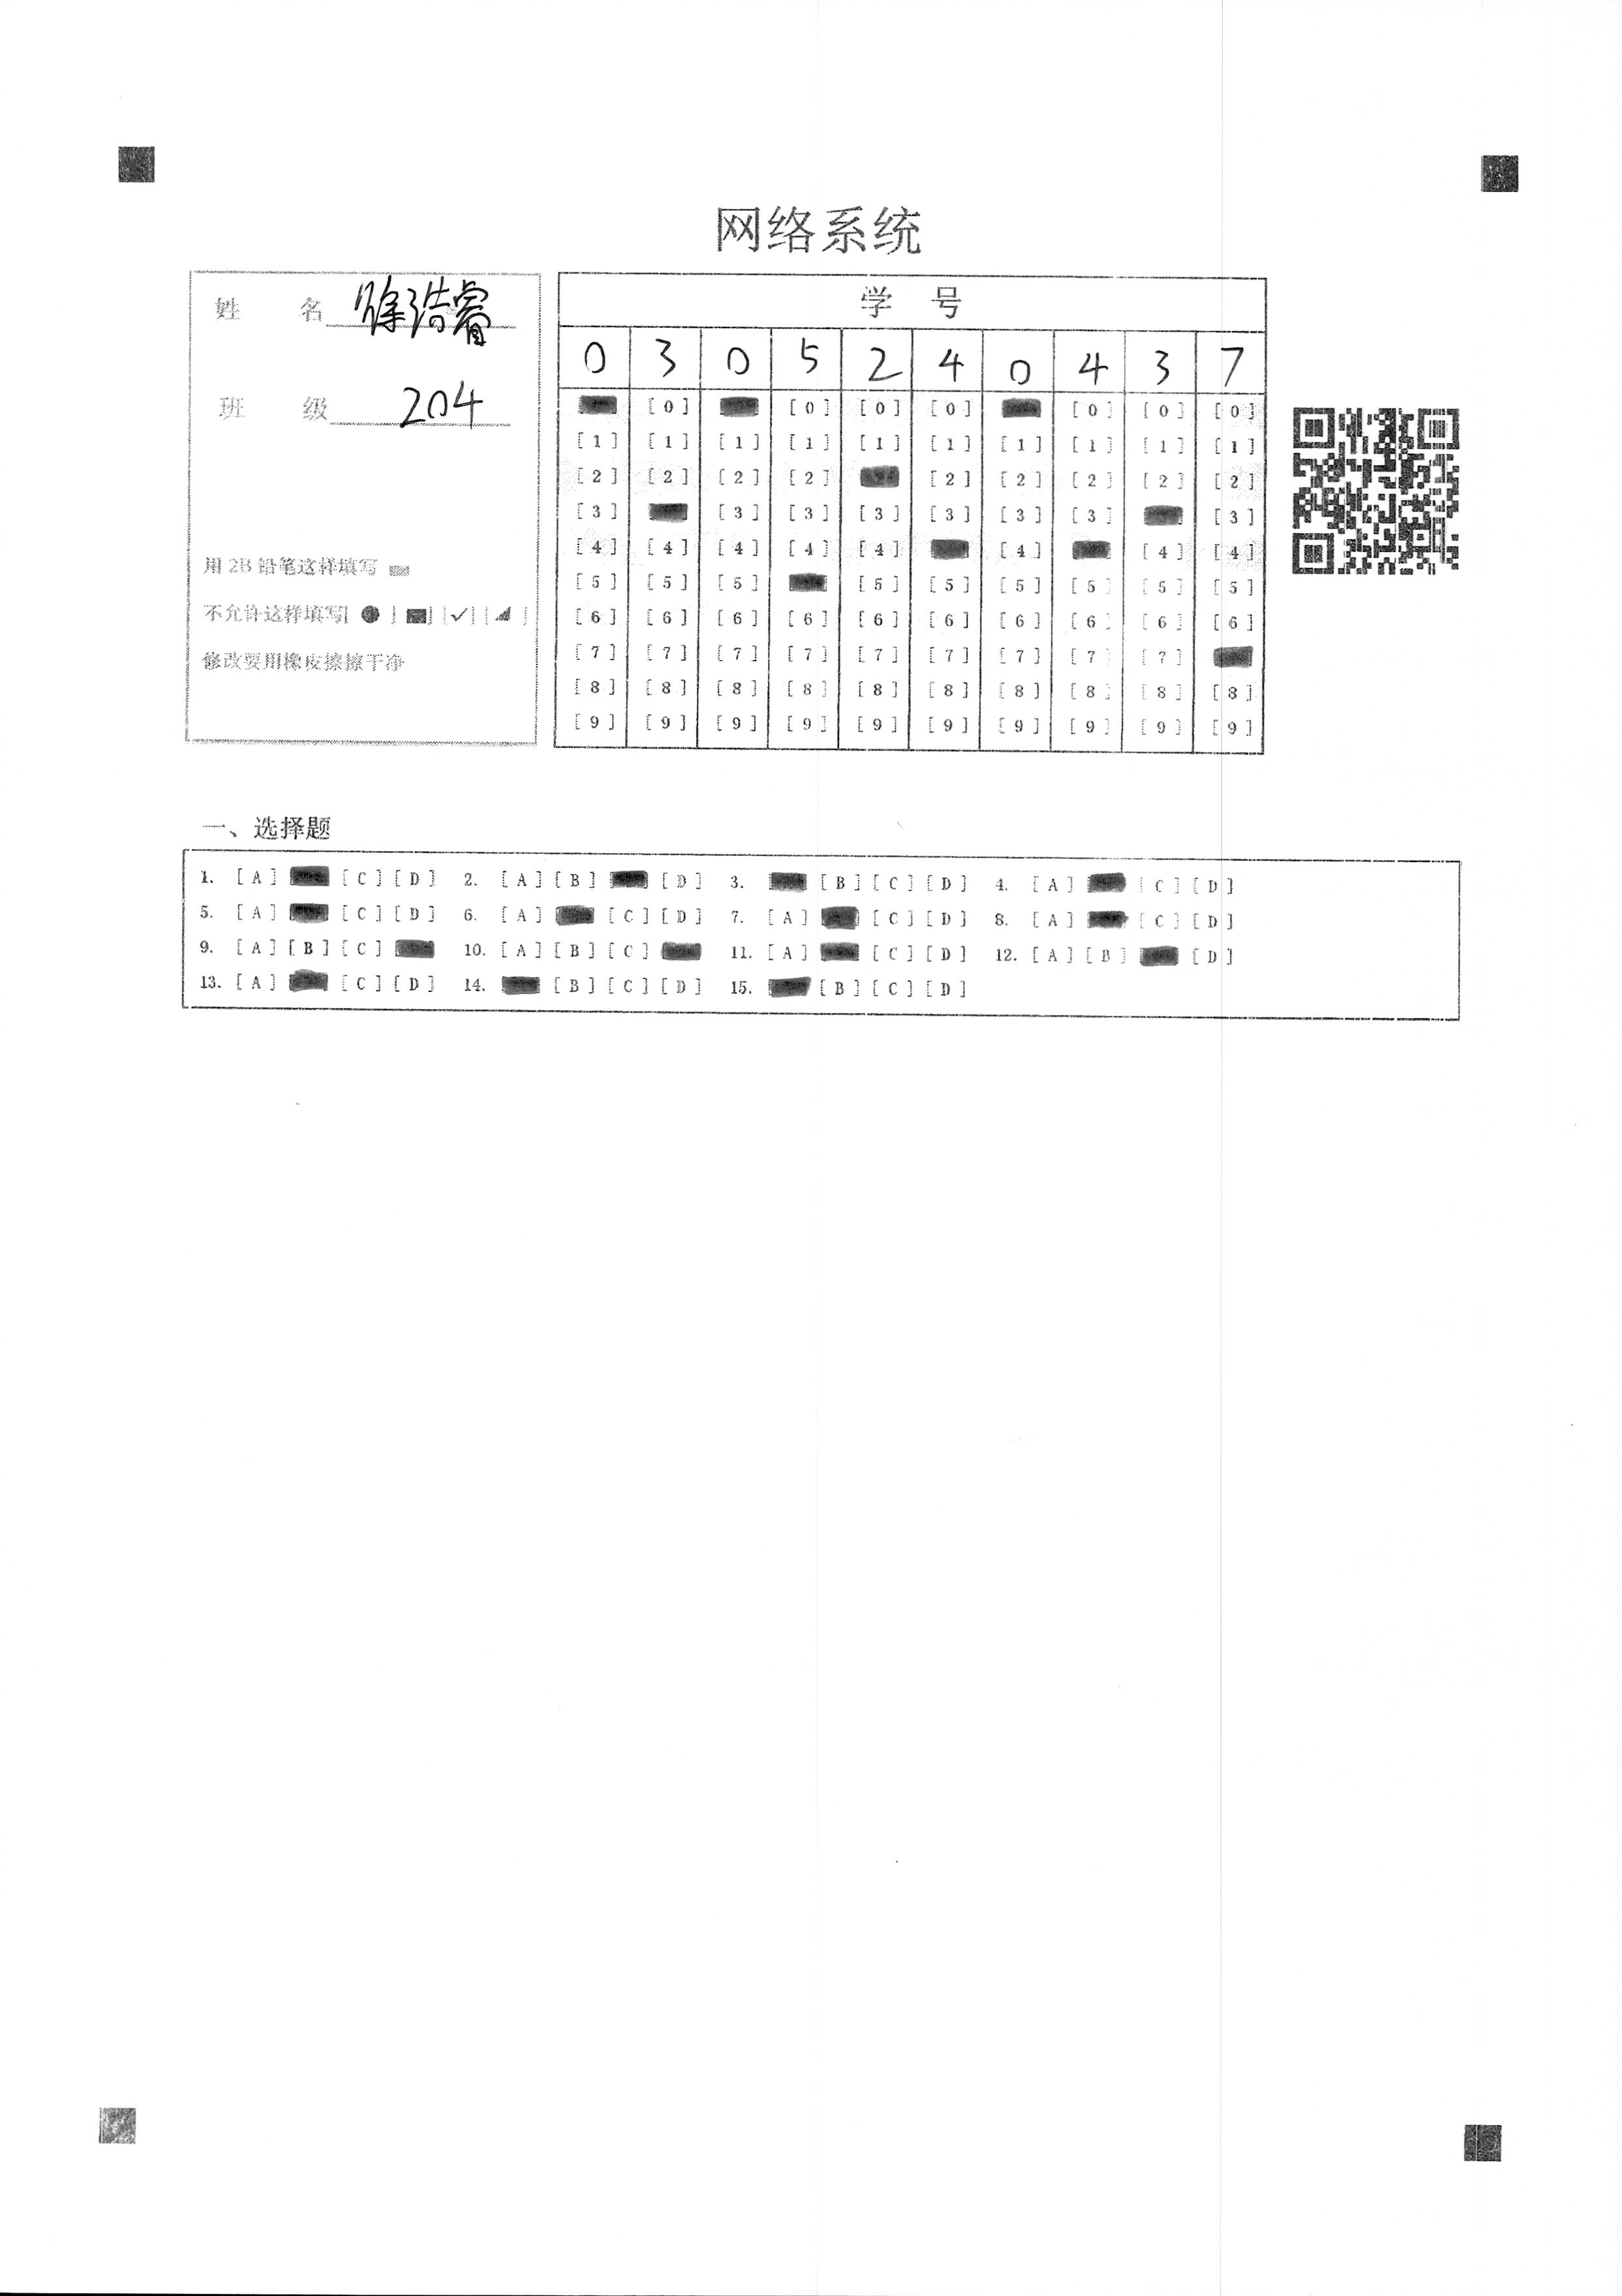 网络系统
姓 名 徐浩睿
班 级 204
用 2B 铅笔这样填写
不允许这样填写[ ● ] [■] [✓] [◢ ]
修改要用橡皮擦擦干净
学 号
0 3 0 5 2 4 0 4 3 7
[0] [0] [0] [0] [0] [0] [0]
[1] [1] [1] [1] [1] [1] [1] [1] [1] [1]
[2] [2] [2] [2] [2] [2] [2] [2] [2]
[3] [3] [3] [3] [3] [3] [3] [3]
[4] [4] [4] [4] [4] [4] [4] [4]
[5] [5] [5] [5] [5] [5] [5] [5] [5]
[6] [6] [6] [6] [6] [6] [6] [6] [6] [6]
[7] [7] [7] [7] [7] [7] [7] [7] [7]
[8] [8] [8] [8] [8] [8] [8] [8] [8] [8]
[9] [9] [9] [9] [9] [9] [9] [9] [9] [9]
一、选择题
1. [A] [C] [D] 2. [A] [B] [D] 3. [B] [C] [D] 4. [A] [C] [D]
5. [A] [C] [D] 6. [A] [C] [D] 7. [A] [C] [D] 8. [A] [C] [D]
9. [A] [B] [C] 10. [A] [B] [C] 11. [A] [C] [D] 12. [A] [B] [D]
13. [A] [C] [D] 14. [B] [C] [D] 15. [B] [C] [D]